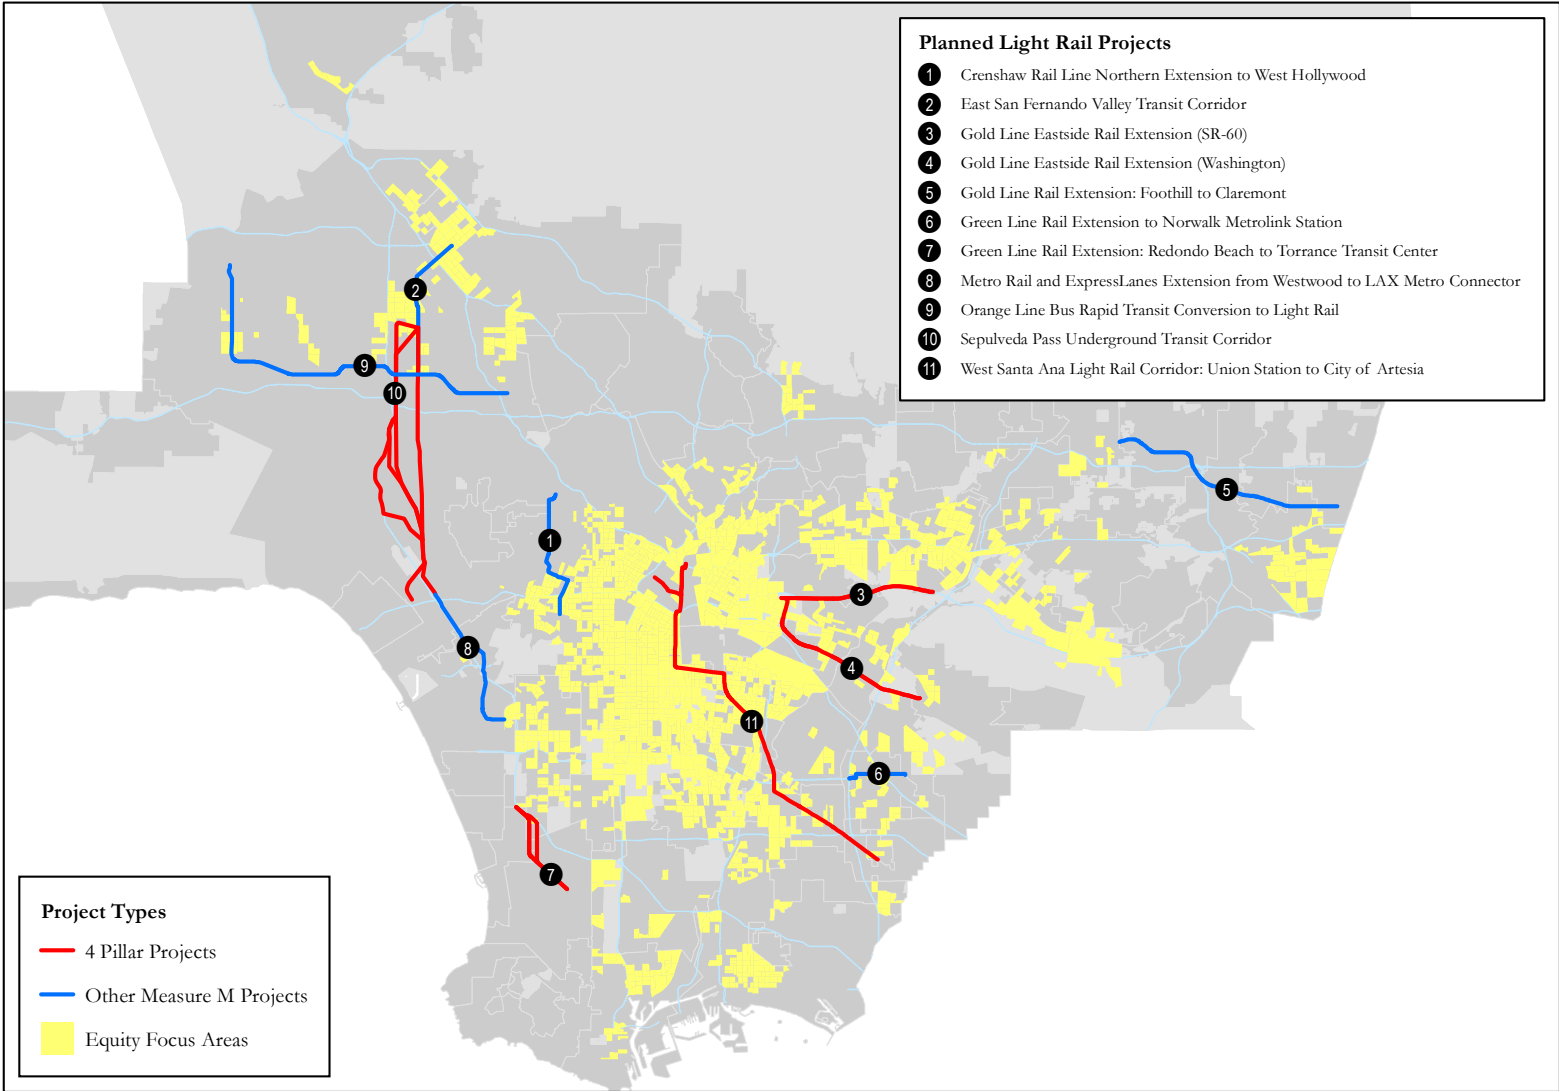 Planned Light Rail Projects
1 Crenshaw Rail Line Northern Extension to West Hollywood
2 East San Fernando Valley Transit Corridor
3 Gold Line Eastside Rail Extension (SR-60)
4 Gold Line Eastside Rail Extension (Washington)
5 Gold Line Rail Extension: Foothill to Claremont
6 Green Line Rail Extension to Norwalk Metrolink Station
7 Green Line Rail Extension: Redondo Beach to Torrance Transit Center
8 Metro Rail and ExpressLanes Extension from Westwood to LAX Metro Connector
9 Orange Line Bus Rapid Transit Conversion to Light Rail
10 Sepulveda Pass Underground Transit Corridor
11 West Santa Ana Light Rail Corridor: Union Station to City of Artesia
2
9
10
5
1
3
8
4
11
6
7
Project Types
4 Pillar Projects
Other Measure M Projects
Equity Focus Areas